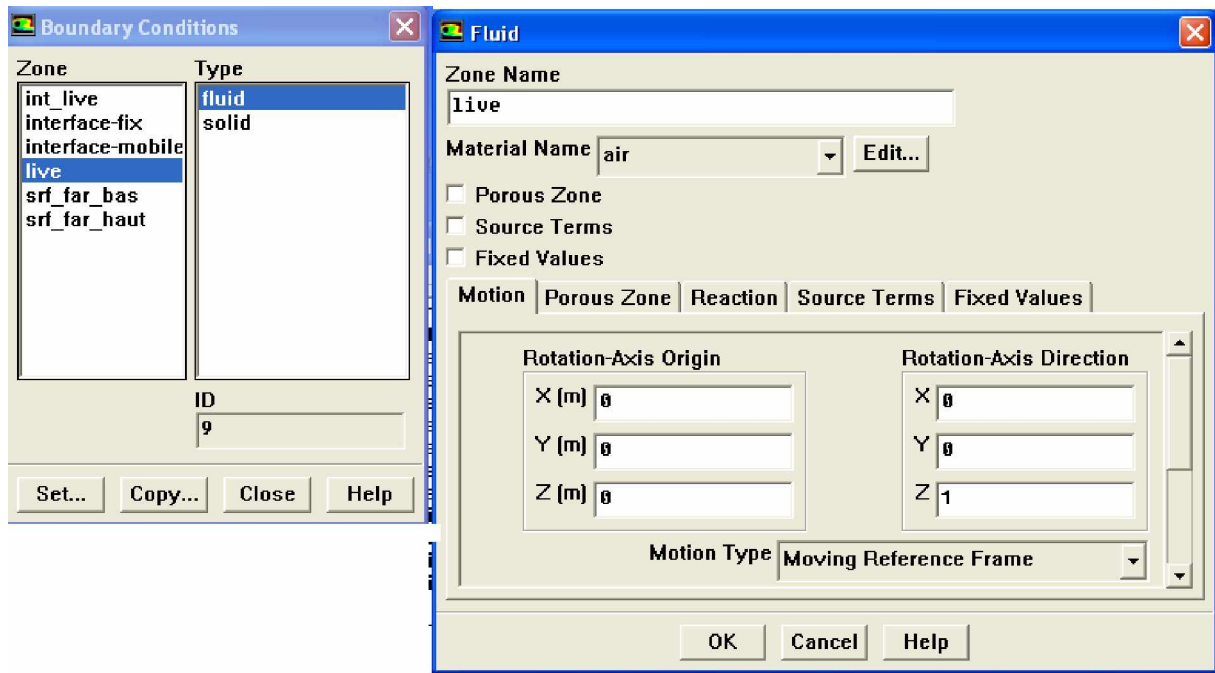 Boundary Conditions
Zone
Type
int_live
interface-fix
interface-mobile
live
srf_far_bas
srf_far_haut
fluid
solid
ID
9
Set...
Copy...
Close
Help
Fluid
Zone Name
live
Material Name
air
Edit...
Porous Zone
Source Terms
Fixed Values
Motion
Porous Zone
Reaction
Source Terms
Fixed Values
Rotation-Axis Origin
X (m) 0
Y (m) 0
Z (m) 0
Rotation-Axis Direction
X 0
Y 0
Z 1
Motion Type
Moving Reference Frame
OK
Cancel
Help